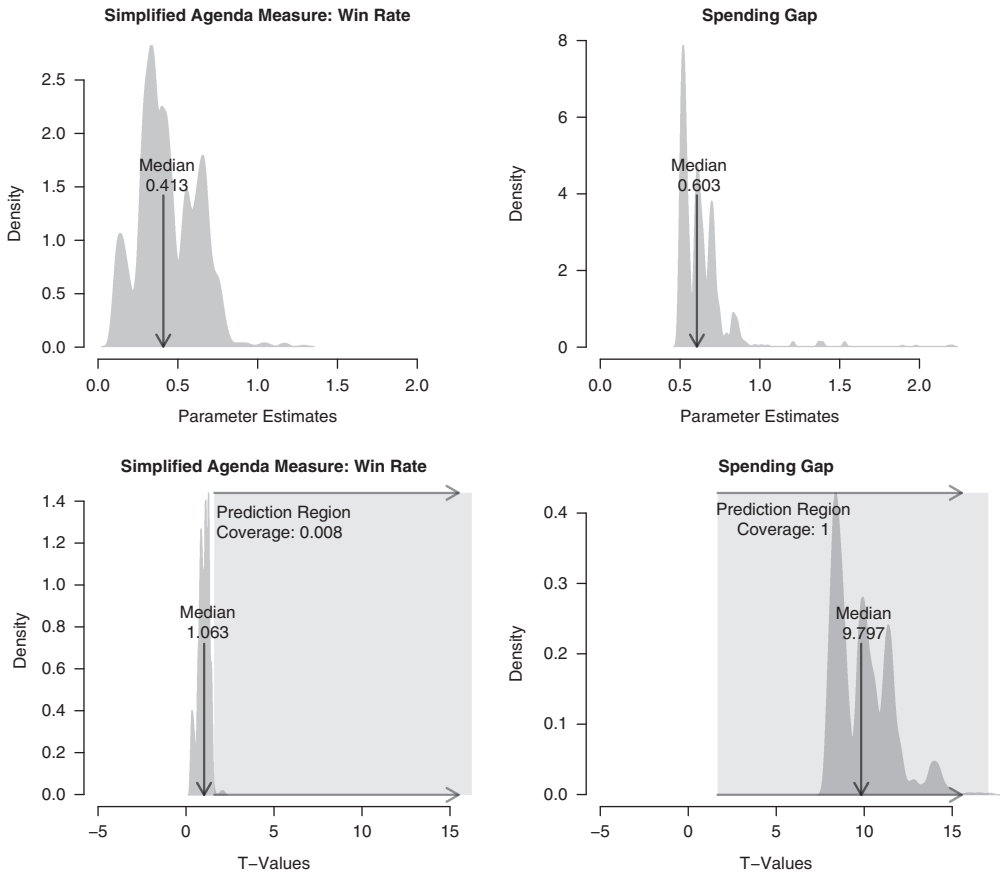 Simplified Agenda Measure: Win Rate
Density
2.5
2.0
1.5
1.0
0.5
0.0
Median
0.413
0.0 0.5 1.0 1.5 2.0
Parameter Estimates
Spending Gap
Density
8
6
4
2
0
Median
0.603
0.0 0.5 1.0 1.5 2.0
Parameter Estimates
Simplified Agenda Measure: Win Rate
Density
1.4
1.2
1.0
0.8
0.6
0.4
0.2
0.0
Prediction Region
Coverage: 0.008
Median
1.063
−5 0 5 10 15
T−Values
Spending Gap
Density
0.4
0.3
0.2
0.1
0.0
Prediction Region
Coverage: 1
Median
9.797
−5 0 5 10 15
T−Values